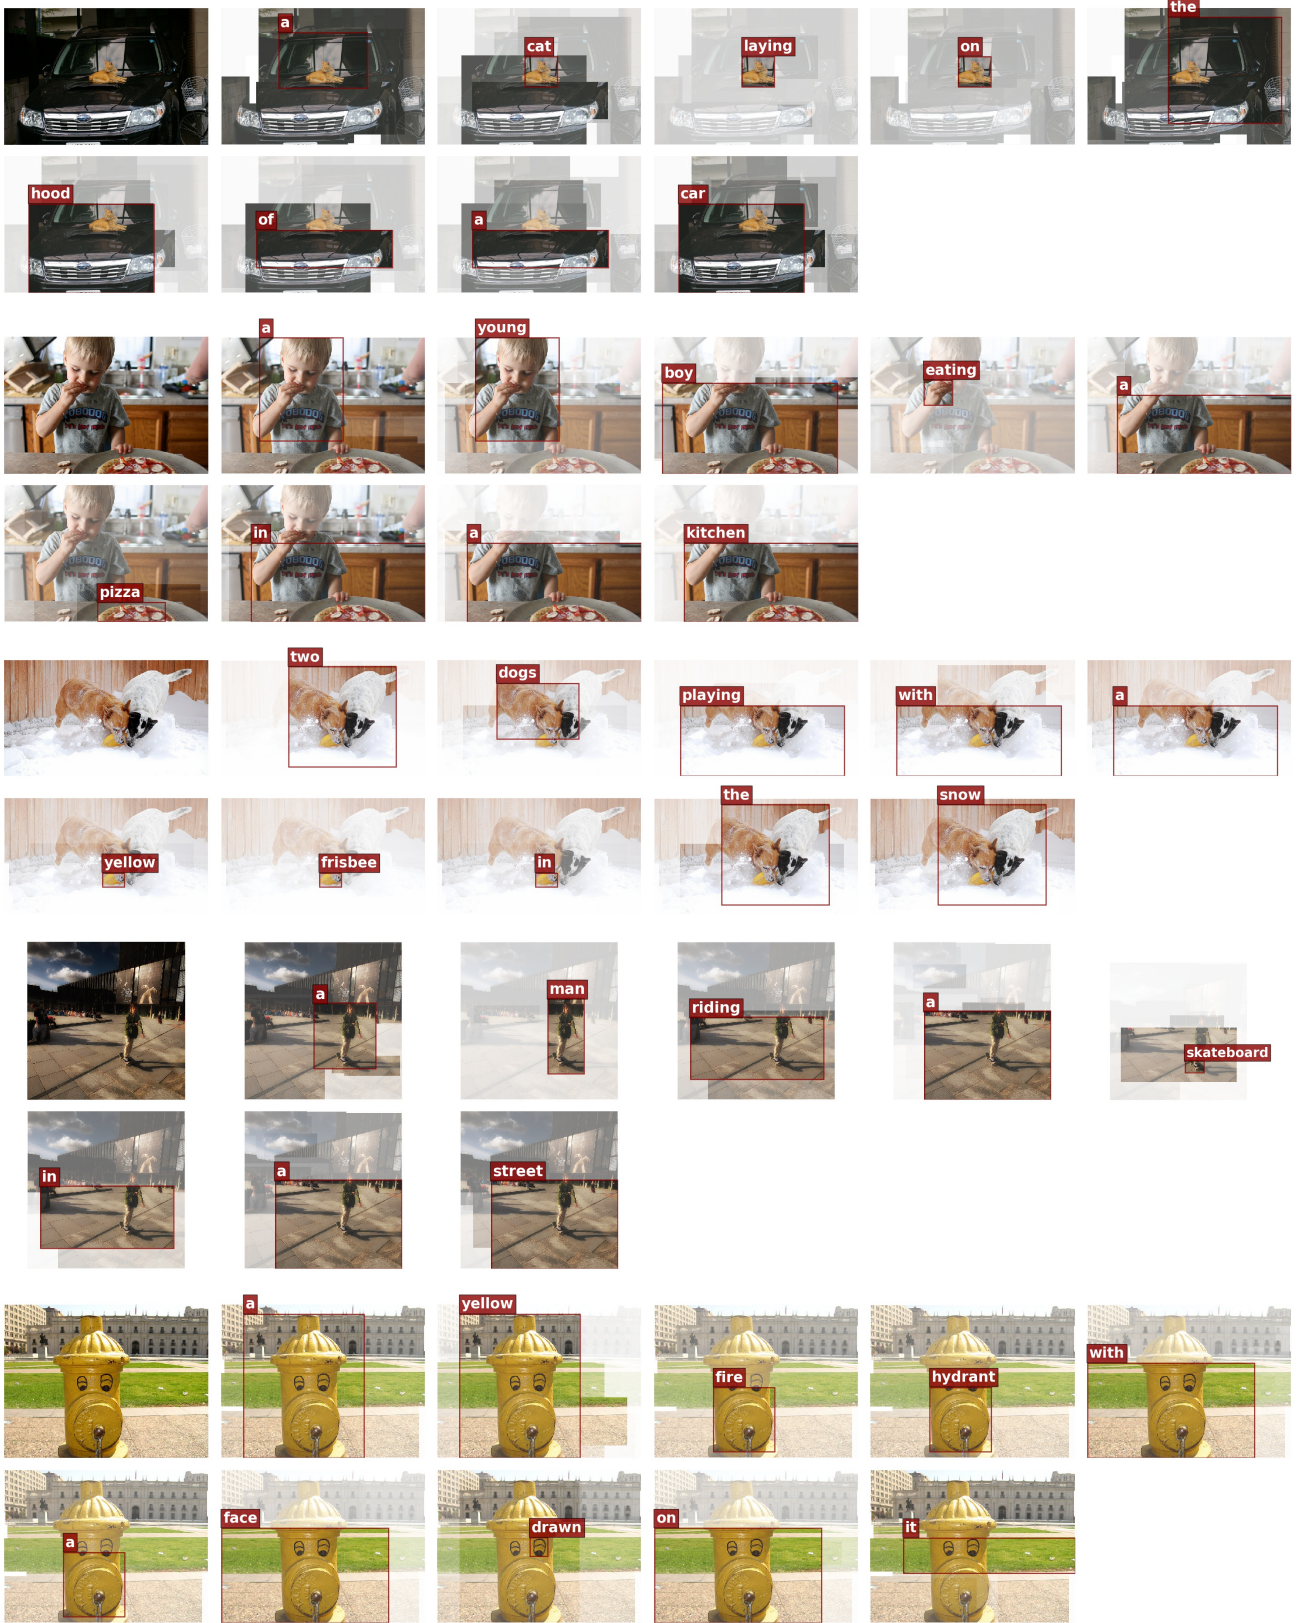 a cat laying on the
hood of a car
a young boy eating a
pizza in a kitchen
two dogs playing with a
yellow frisbee in the snow
a man riding a skateboard
in a street
a yellow fire hydrant with
a face drawn on it